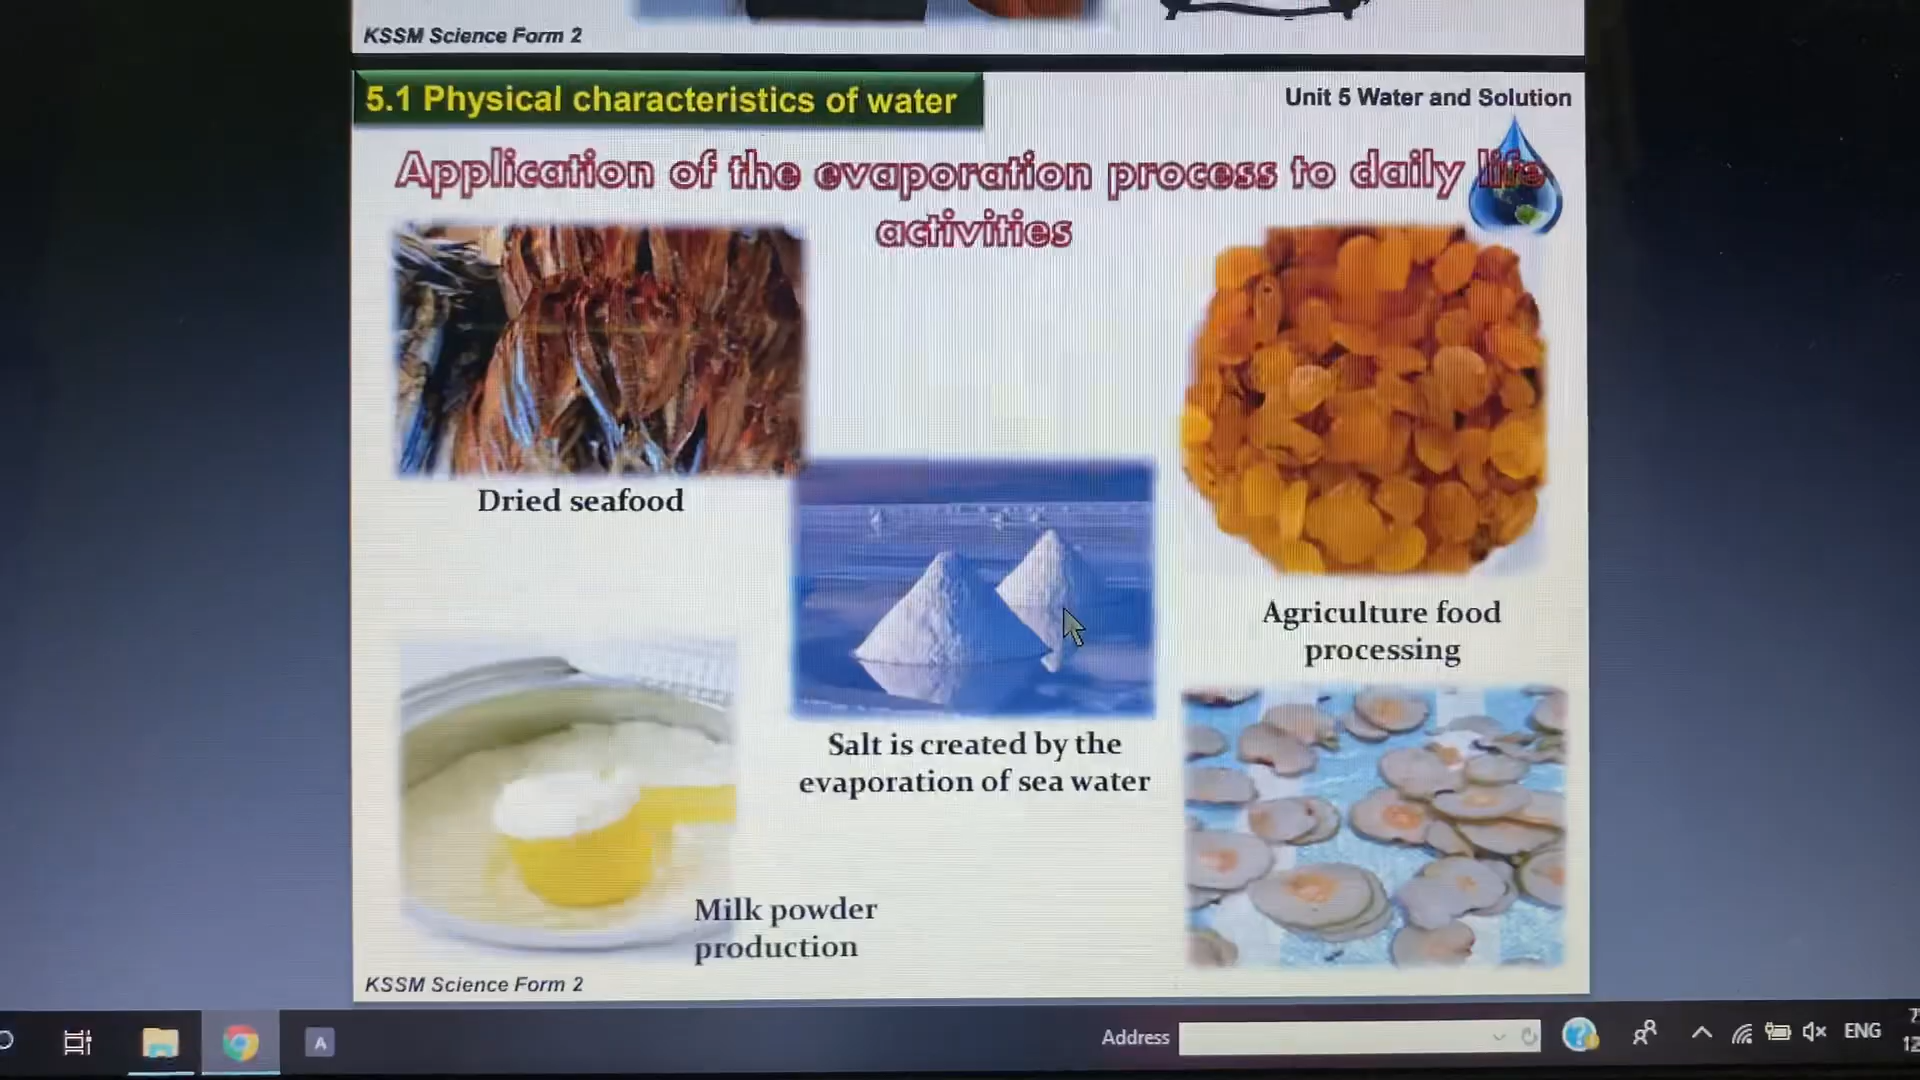 KSSM Science Form 2
5.1 Physical characteristics of water
Unit 5 Water and Solution
Application of the evaporation process to daily life
activities
Dried seafood
Agriculture food
processing
Salt is created by the
evaporation of sea water
Milk powder
production
KSSM Science Form 2
A
Address
ENG